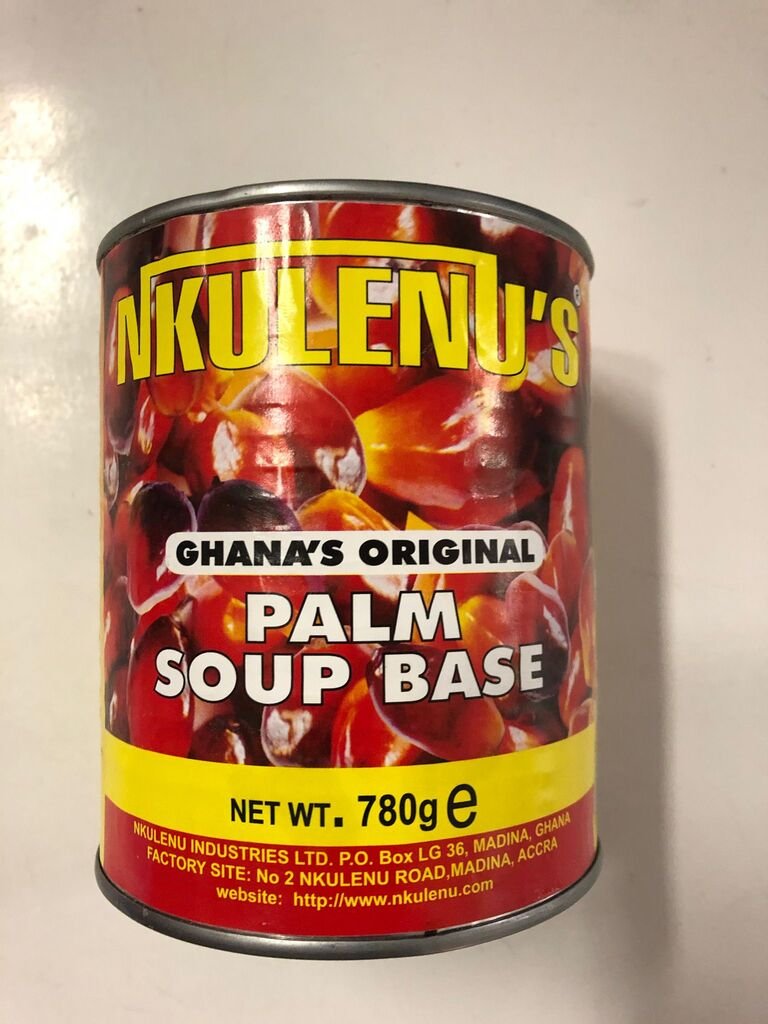 NKULENU'S®
GHANA'S ORIGINAL
PALM
SOUP BASE
NET WT. 780g e
NKULENU INDUSTRIES LTD. P.O. Box LG 36, MADINA, GHANA
FACTORY SITE: No 2 NKULENU ROAD,MADINA, ACCRA
website: http://www.nkulenu.com